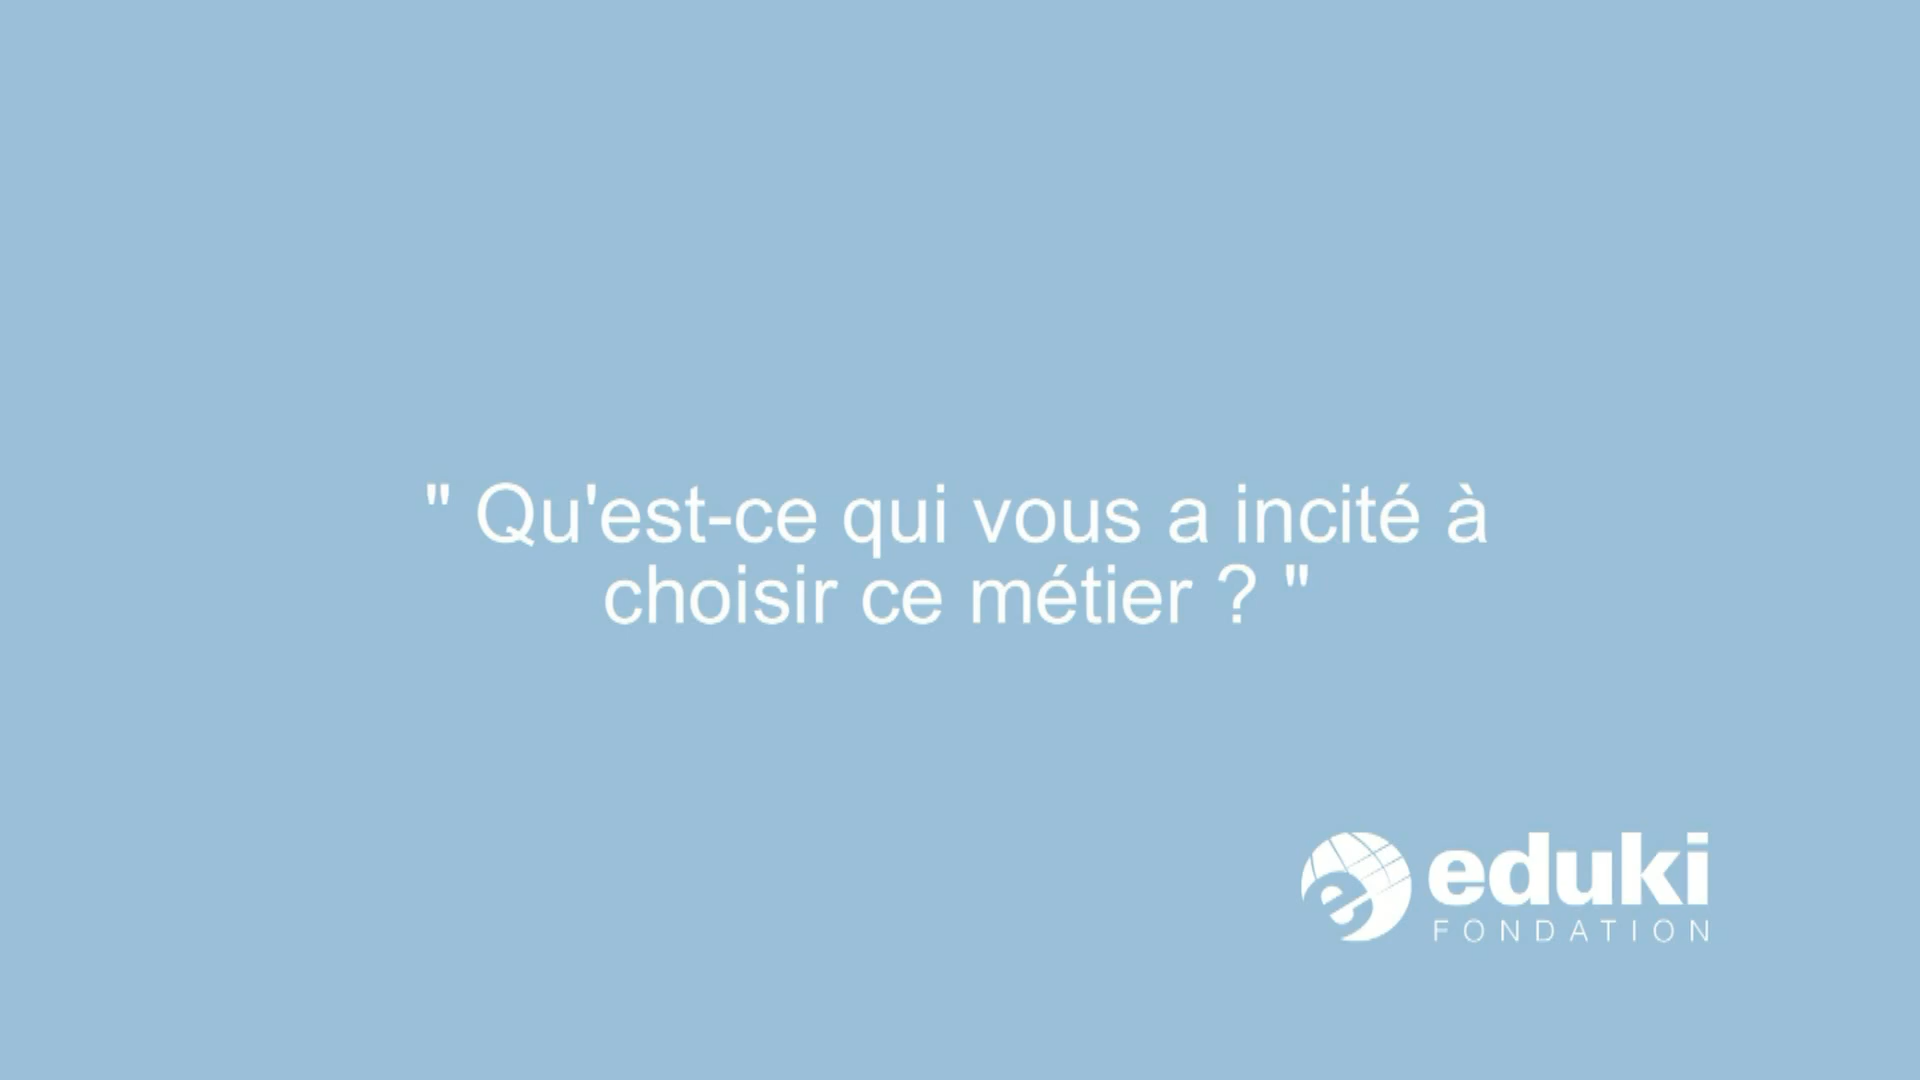 " Qu'est-ce qui vous a incité à
choisir ce métier ? "
eduki
FONDATION